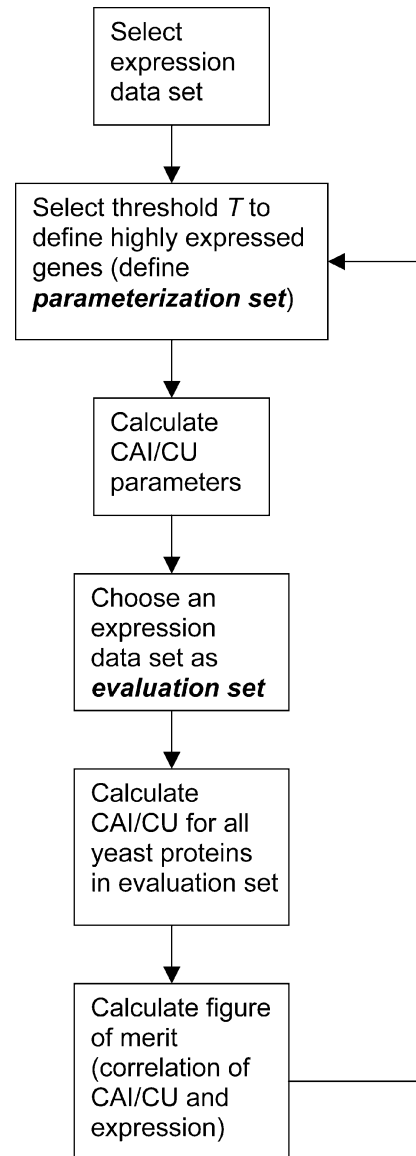 Select
expression
data set
Select threshold T to
define highly expressed
genes (define
parameterization set)
Calculate
CAI/CU
parameters
Choose an
expression
data set as
evaluation set
Calculate
CAI/CU for all
yeast proteins
in evaluation set
Calculate figure
of merit
(correlation of
CAI/CU and
expression)